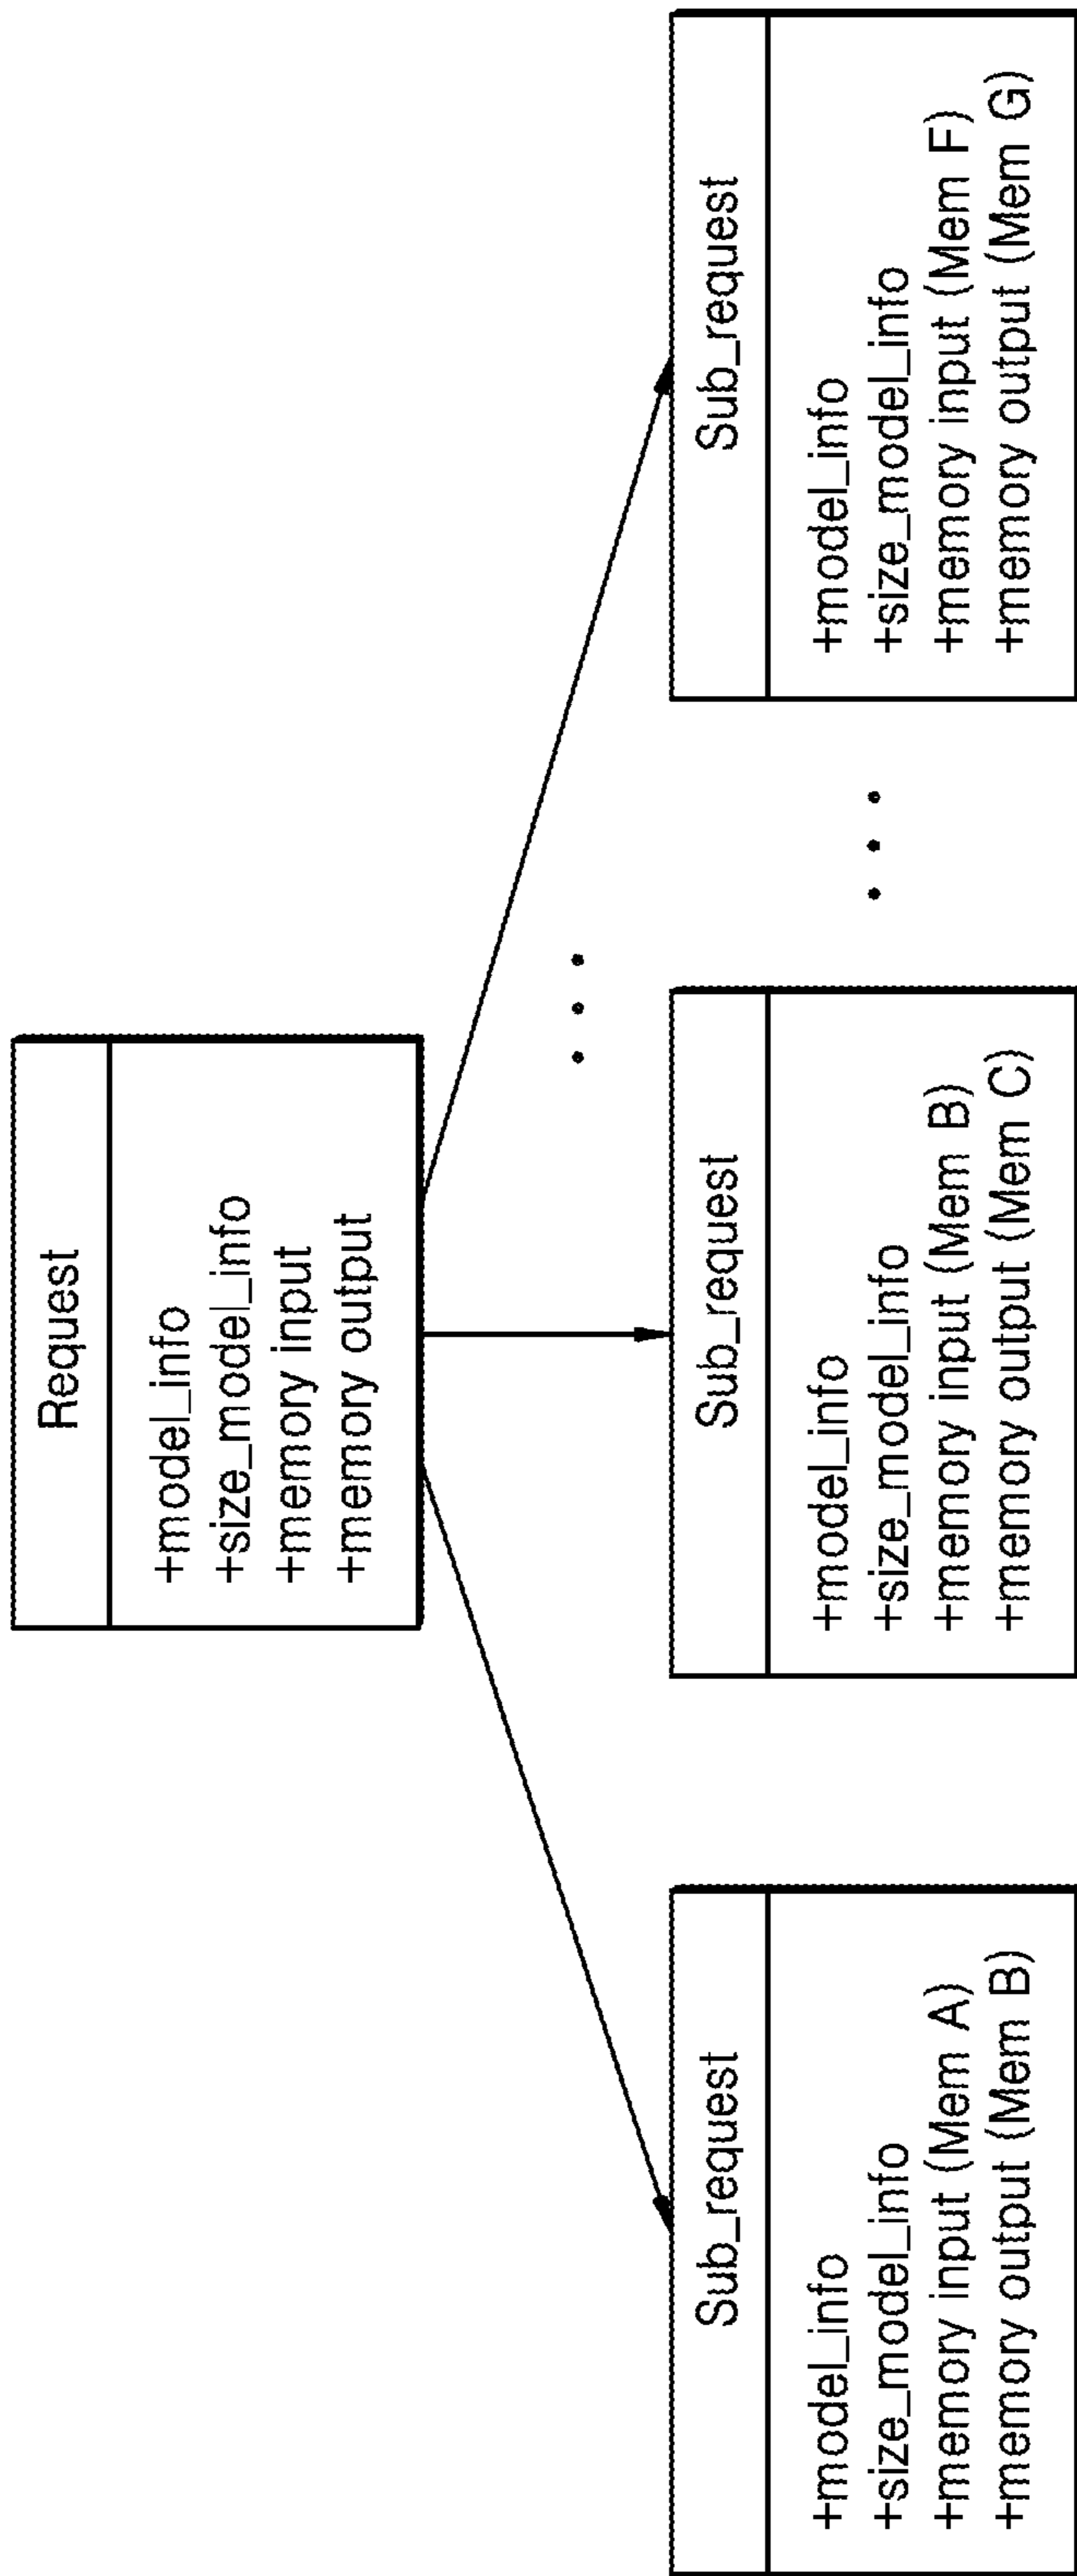 Request
+model_info
+size_model_info
+memory input
+memory output
Sub_request
+model_info
+size_model_info
+memory input (Mem A)
+memory output (Mem B)
Sub_request
+model_info
+size_model_info
+memory input (Mem B)
+memory output (Mem C)
Sub_request
+model_info
+size_model_info
+memory input (Mem F)
+memory output (Mem G)